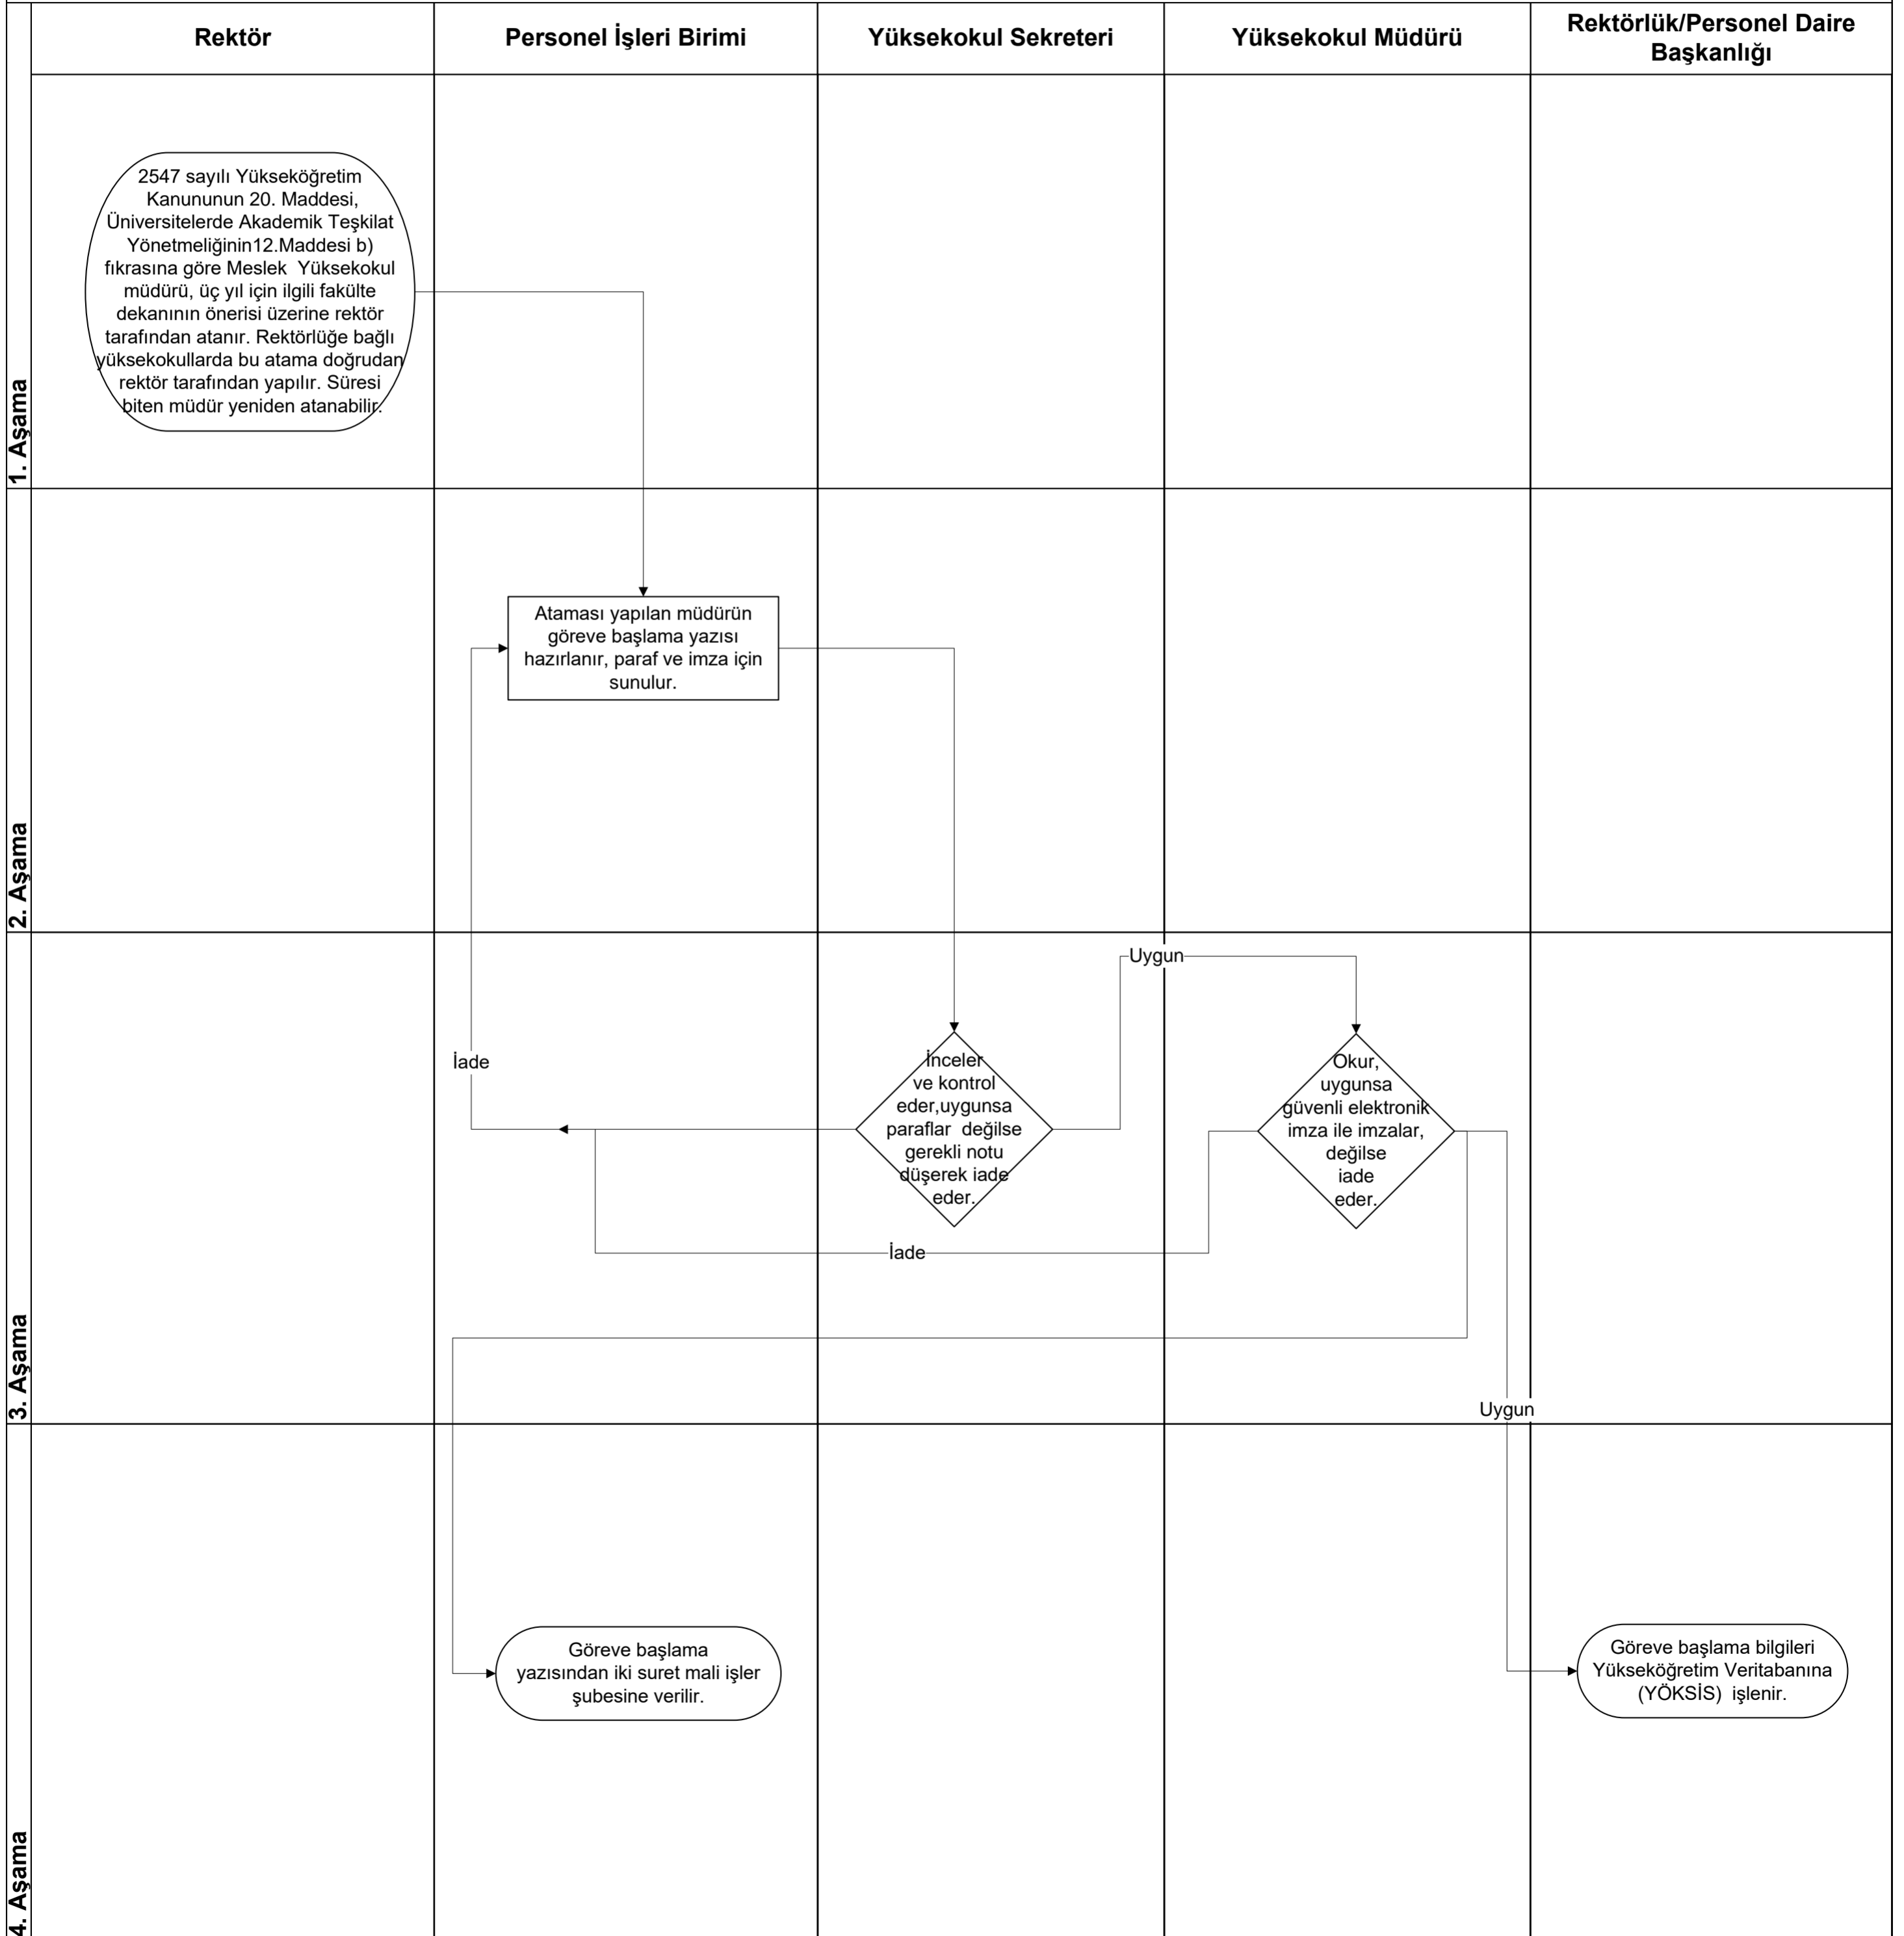 Rektör
Personel İşleri Birimi
Yüksekokul Sekreteri
Yüksekokul Müdürü
Rektörlük/Personel Daire
Başkanlığı
1. Aşama
2547 sayılı Yükseköğretim
Kanununun 20. Maddesi,
Üniversitelerde Akademik Teşkilat
Yönetmeliğinin12.Maddesi b)
fıkrasına göre Meslek  Yüksekokul
müdürü, üç yıl için ilgili fakülte
dekanının önerisi üzerine rektör
tarafından atanır. Rektörlüğe bağlı
yüksekokullarda bu atama doğrudan
rektör tarafından yapılır. Süresi
biten müdür yeniden atanabilir.
2. Aşama
Ataması yapılan müdürün
göreve başlama yazısı
hazırlanır, paraf ve imza için
sunulur.
3. Aşama
Uygun
İade
İnceler
ve kontrol
eder,uygunsa
paraflar  değilse
gerekli notu
düşerek iade
eder.
Okur,
uygunsa
güvenli elektronik
imza ile imzalar,
değilse
iade
eder.
İade
Uygun
4. Aşama
Göreve başlama
yazısından iki suret mali işler
şubesine verilir.
Göreve başlama bilgileri
Yükseköğretim Veritabanına
(YÖKSİS)  işlenir.